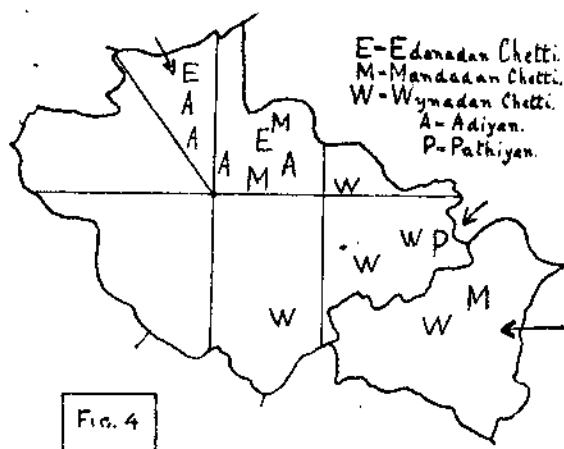 E-Edanadan Chetti.
M-Mandadan Chetti.
W-Wynadan Chetti.
A-Adiyan.
P-Pathiyan.
E
A
A
M
E
A
M
A
W
W
P
W
W
M
W
Fig. 4